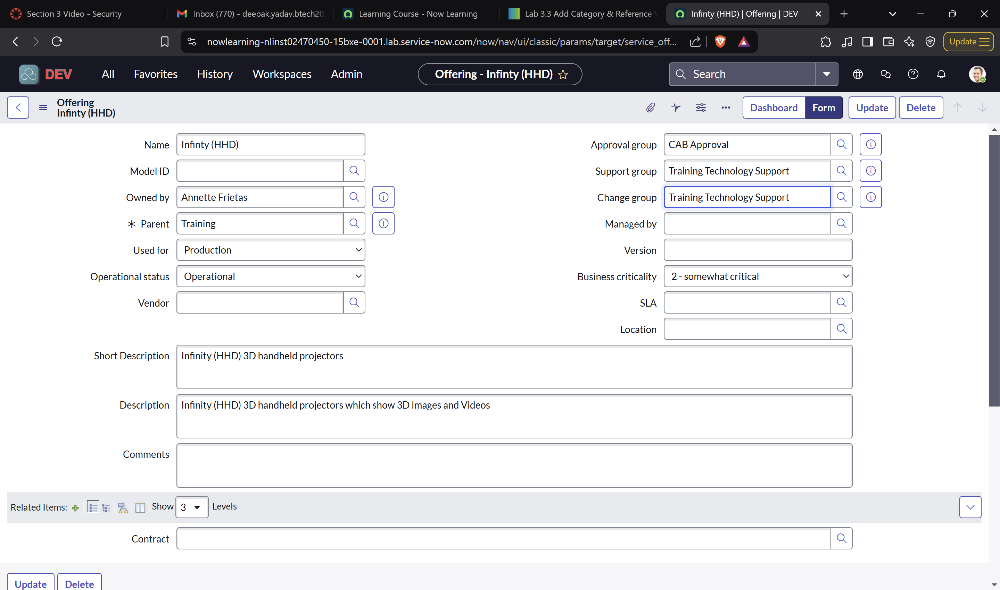 Section 3 Video - Security
Inbox (770) - deepak.yadav.btech20
Learning Course - Now Learning
Lab 3.3 Add Category & Reference
Infinty (HHD) | Offering | DEV
nowlearning-nlinst02470450-15bxe-0001.lab.service-now.com/now/nav/ui/classic/params/target/service_off...
Update
DEV
All
Favorites
History
Workspaces
Admin
Offering - Infinty (HHD)
Search
Offering
Infinty (HHD)
Dashboard
Form
Update
Delete
Name
Infinty (HHD)
Approval group
CAB Approval
Model ID
Support group
Training Technology Support
Owned by
Annette Frietas
Change group
Training Technology Support
Parent
Training
Managed by
Used for
Production
Version
Operational status
Operational
Business criticality
2 - somewhat critical
Vendor
SLA
Location
Short Description
Infinity (HHD) 3D handheld projectors
Description
Infinity (HHD) 3D handheld projectors which show 3D images and Videos
Comments
Related Items:
Show
3
Levels
Contract
Update
Delete